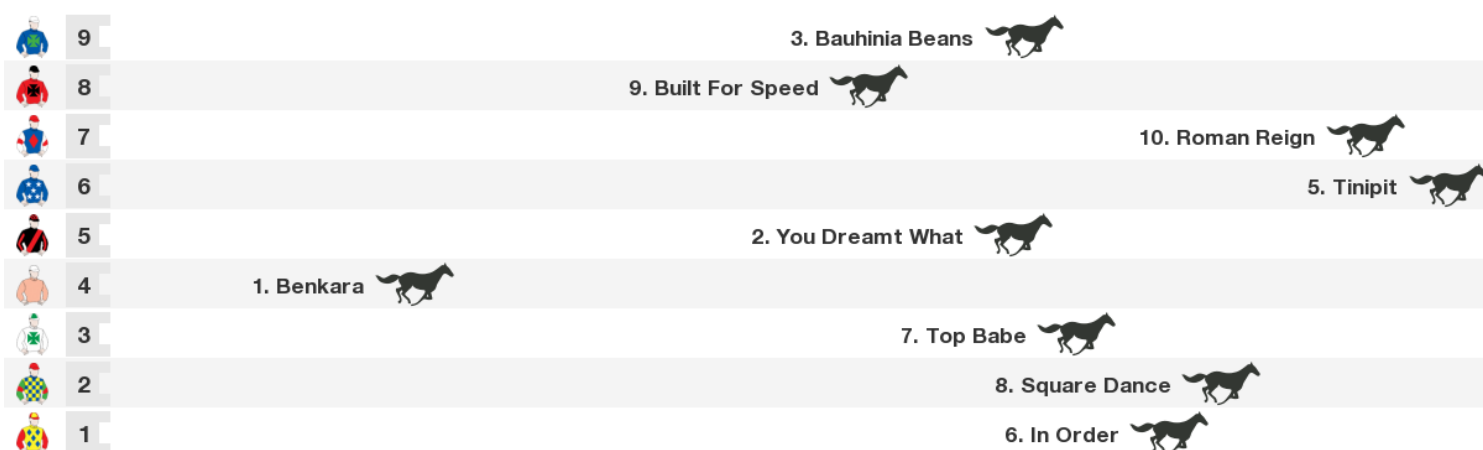 9 3. Bauhinia Beans
8 9. Built For Speed
7 10. Roman Reign
6 5. Tinipit
5 2. You Dreamt What
4 1. Benkara
3 7. Top Babe
2 8. Square Dance
1 6. In Order